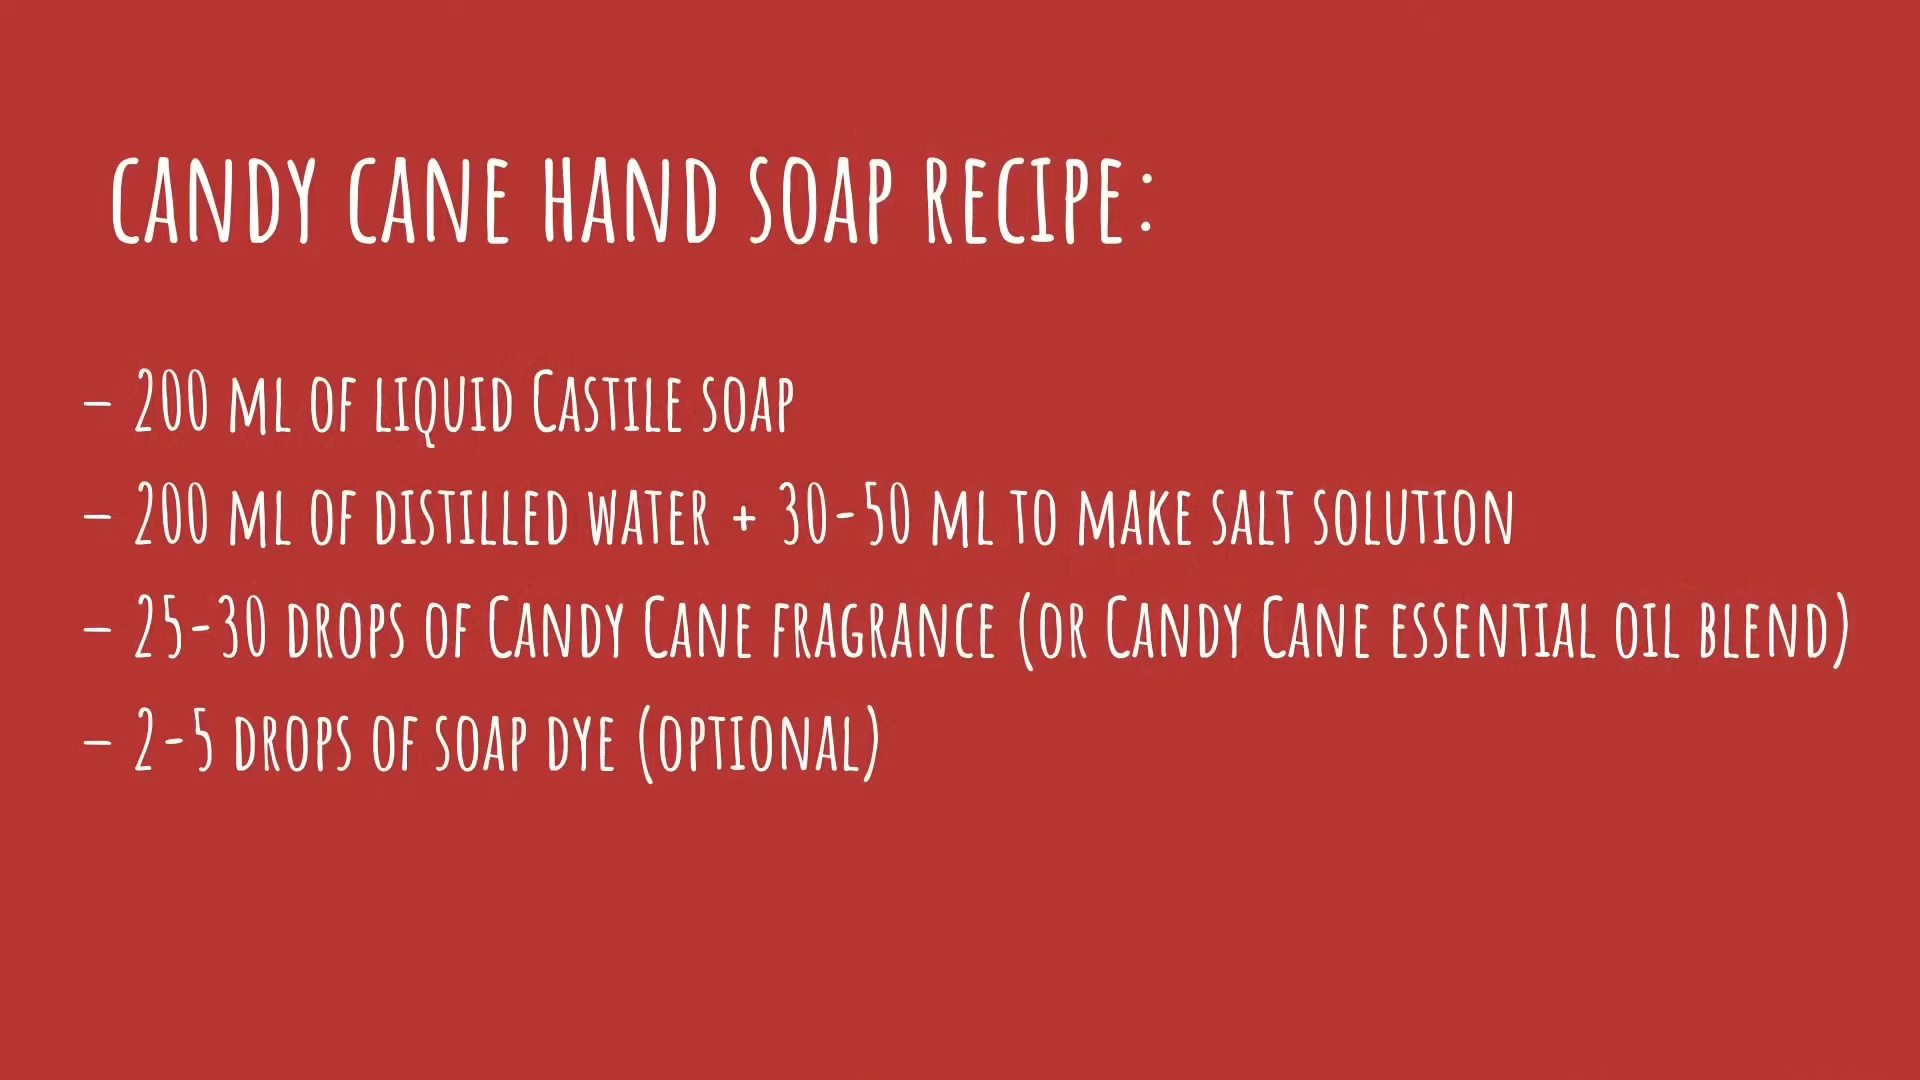 CANDY CANE HAND SOAP RECIPE:
– 200 ML OF LIQUID CASTILE SOAP
– 200 ML OF DISTILLED WATER + 30-50 ML TO MAKE SALT SOLUTION
– 25-30 DROPS OF CANDY CANE FRAGRANCE (OR CANDY CANE ESSENTIAL OIL BLEND)
– 2-5 DROPS OF SOAP DYE (OPTIONAL)